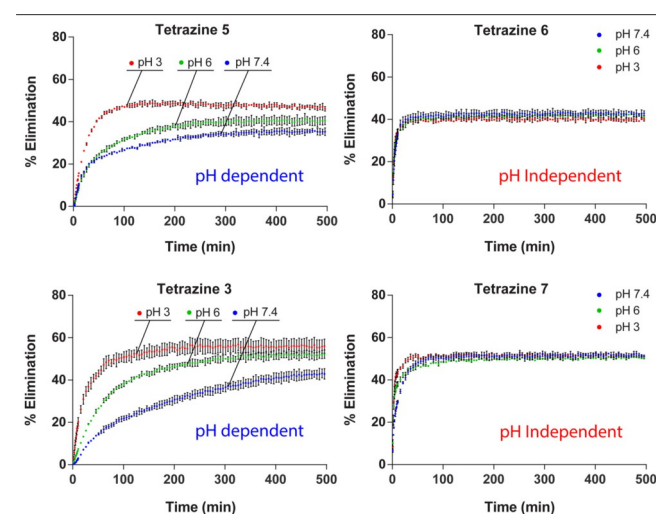 Tetrazine 5
80
60
40
20
0
% Elimination
pH 3
pH 6
pH 7.4
pH dependent
0 100 200 300 400 500
Time (min)
Tetrazine 6
80
60
40
20
0
% Elimination
pH 7.4
pH 6
pH 3
pH Independent
0 100 200 300 400 500
Time (min)
Tetrazine 3
80
60
40
20
0
% Elimination
pH 3
pH 6
pH 7.4
pH dependent
0 100 200 300 400 500
Time (min)
Tetrazine 7
80
60
40
20
0
% Elimination
pH 7.4
pH 6
pH 3
pH Independent
0 100 200 300 400 500
Time (min)